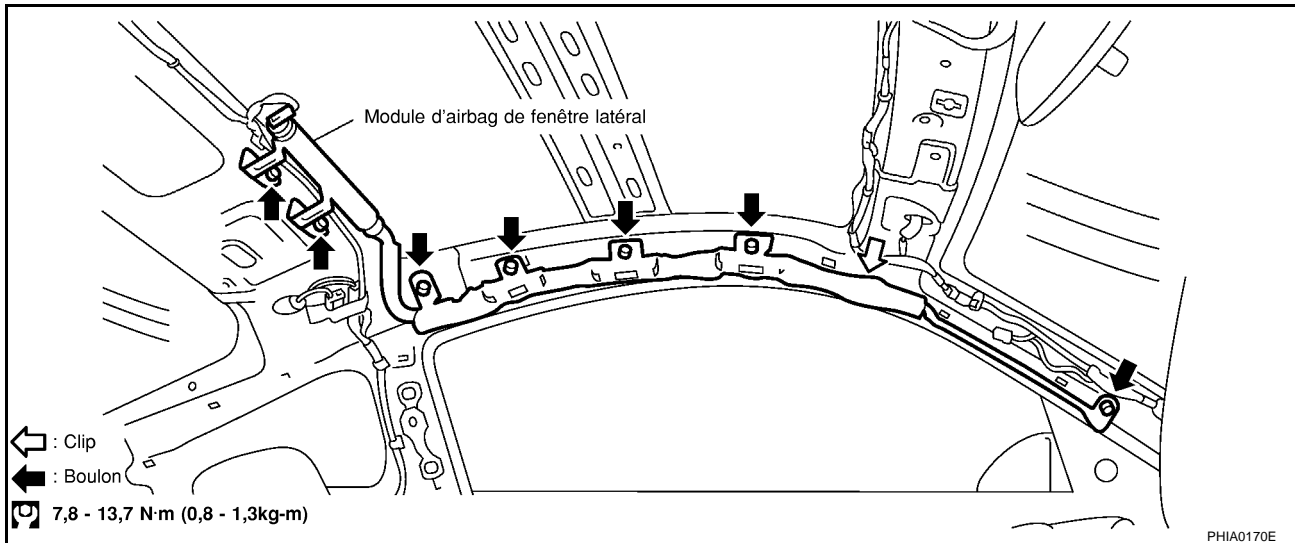 Module d'airbag de fenêtre latéral
: Clip
: Boulon
7,8 - 13,7 N·m (0,8 - 1,3kg-m)
PHIA0170E